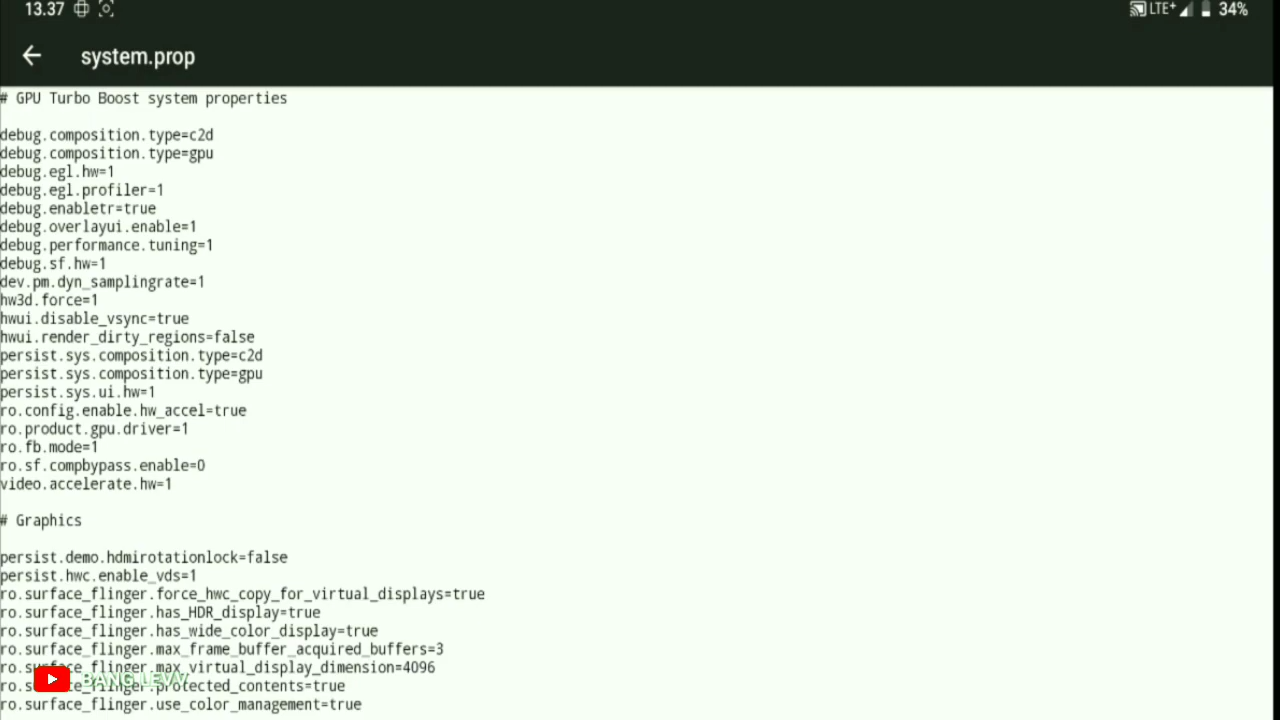 13.37 LTE+ 34%
system.prop
# GPU Turbo Boost system properties
debug.composition.type=c2d
debug.composition.type=gpu
debug.egl.hw=1
debug.egl.profiler=1
debug.enabletr=true
debug.overlayui.enable=1
debug.performance.tuning=1
debug.sf.hw=1
dev.pm.dyn_samplingrate=1
hw3d.force=1
hwui.disable_vsync=true
hwui.render_dirty_regions=false
persist.sys.composition.type=c2d
persist.sys.composition.type=gpu
persist.sys.ui.hw=1
ro.config.enable.hw_accel=true
ro.product.gpu.driver=1
ro.fb.mode=1
ro.sf.compbypass.enable=0
video.accelerate.hw=1
# Graphics
persist.demo.hdmirotationlock=false
persist.hwc.enable_vds=1
ro.surface_flinger.force_hwc_copy_for_virtual_displays=true
ro.surface_flinger.has_HDR_display=true
ro.surface_flinger.has_wide_color_display=true
ro.surface_flinger.max_frame_buffer_acquired_buffers=3
ro.surface_flinger.max_virtual_display_dimension=4096
ro.surface_flinger.protected_contents=true
BANG LEVV
ro.surface_flinger.use_color_management=true